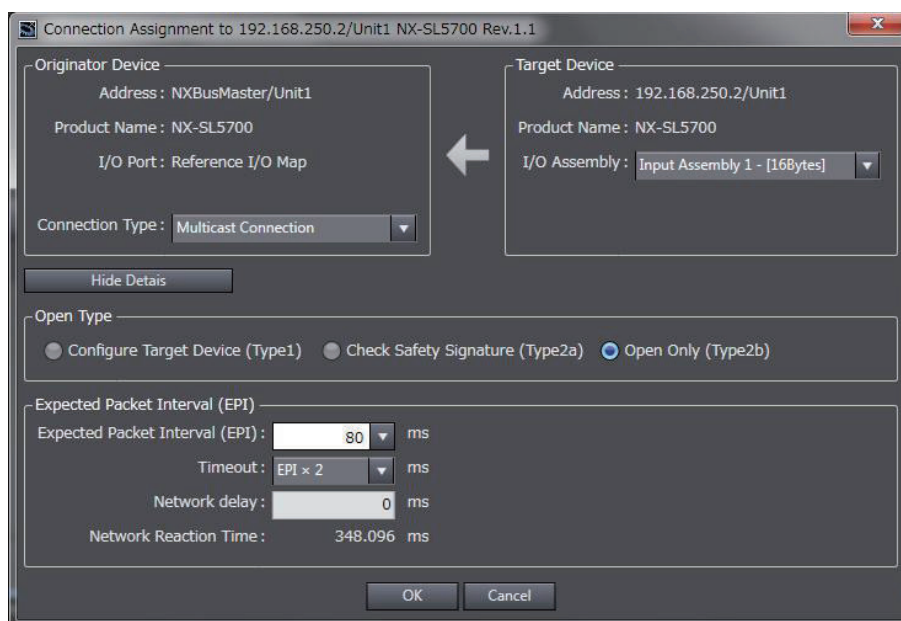 Connection Assignment to 192.168.250.2/Unit1 NX-SL5700 Rev.1.1
Originator Device
Address : NXBusMaster/Unit1
Product Name : NX-SL5700
I/O Port : Reference I/O Map
Connection Type : Multicast Connection
Target Device
Address : 192.168.250.2/Unit1
Product Name : NX-SL5700
I/O Assembly : Input Assembly 1 - [16Bytes]
Hide Detais
Open Type
Configure Target Device (Type1) Check Safety Signature (Type2a) Open Only (Type2b)
Expected Packet Interval (EPI)
Expected Packet Interval (EPI) : 80 ms
Timeout : EPI × 2 ms
Network delay : 0 ms
Network Reaction Time : 348.096 ms
OK Cancel